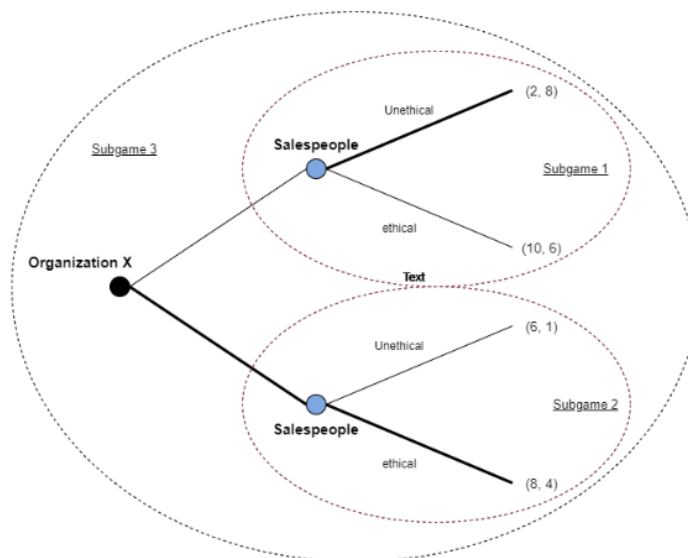 (2, 8)
Unethical
Subgame 3
Salespeople
Subgame 1
ethical
(10, 6)
Organization X
Text
(6, 1)
Unethical
Subgame 2
Salespeople
ethical
(8, 4)